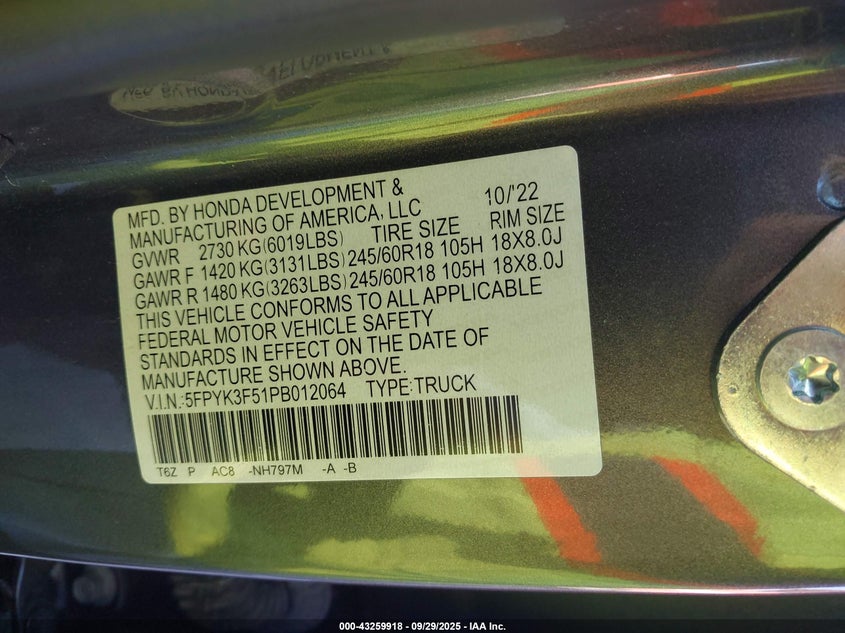 MFD. BY HONDA DEVELOPMENT & 10/'22
MANUFACTURING OF AMERICA, LLC
GVWR 2730 KG(6019LBS) TIRE SIZE RIM SIZE
GAWR F 1420 KG(3131LBS) 245/60R18 105H 18X8.0J
GAWR R 1480 KG(3263LBS) 245/60R18 105H 18X8.0J
THIS VEHICLE CONFORMS TO ALL APPLICABLE
FEDERAL MOTOR VEHICLE SAFETY
STANDARDS IN EFFECT ON THE DATE OF
MANUFACTURE SHOWN ABOVE.
V.I.N.:5FPYK3F51PB012064 TYPE:TRUCK
T6Z P AC8 -NH797M -A -B
000-43259918 - 09/29/2025 - IAA Inc.